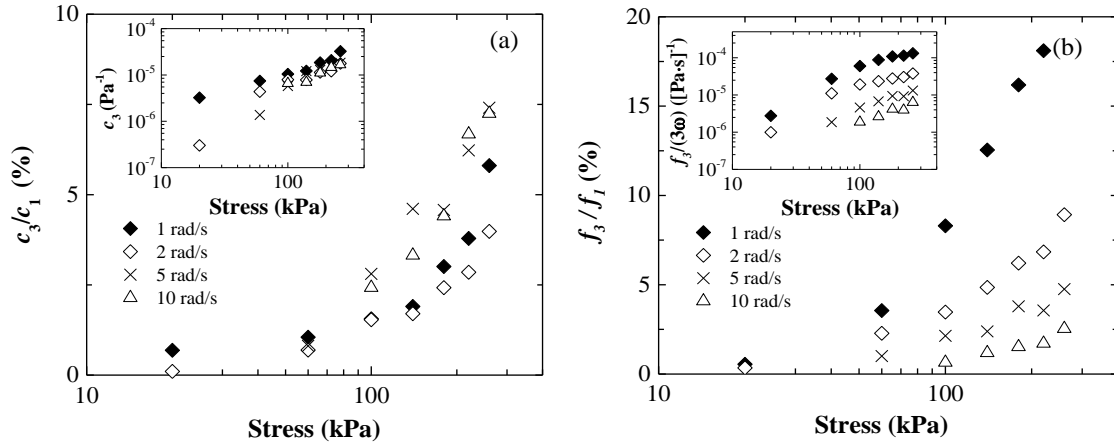 (a)
10
5
0
c3/c1 (%)
10
100
Stress (kPa)
10-4
10-5
10-6
10-7
c3 (Pa-1)
10
100
Stress (kPa)
1 rad/s
2 rad/s
5 rad/s
10 rad/s
(b)
20
15
10
5
0
f3/f1 (%)
10
100
Stress (kPa)
10-4
10-5
10-6
10-7
f3/(3ω) ([Pa·s]-1)
10
100
Stress (kPa)
1 rad/s
2 rad/s
5 rad/s
10 rad/s